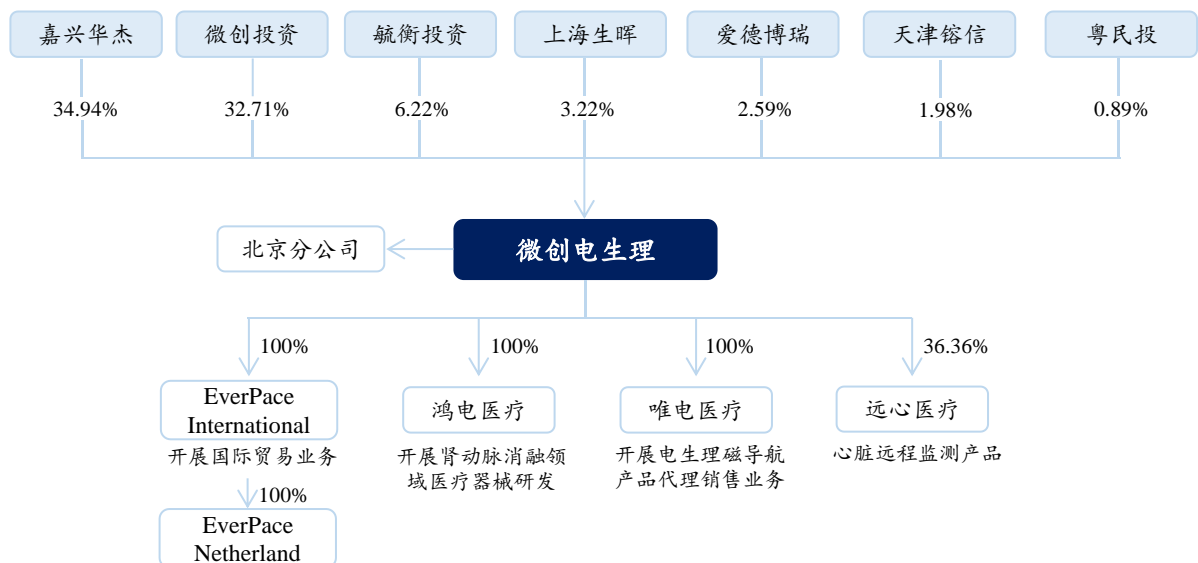 嘉兴华杰
微创投资
毓衡投资
上海生晖
爱德博瑞
天津镕信
粤民投
34.94%
32.71%
6.22%
3.22%
2.59%
1.98%
0.89%
北京分公司
微创电生理
100%
100%
100%
36.36%
EverPace
International
开展国际贸易业务
鸿电医疗
开展肾动脉消融领
域医疗器械研发
唯电医疗
开展电生理磁导航
产品代理销售业务
远心医疗
心脏远程监测产品
100%
EverPace
Netherland